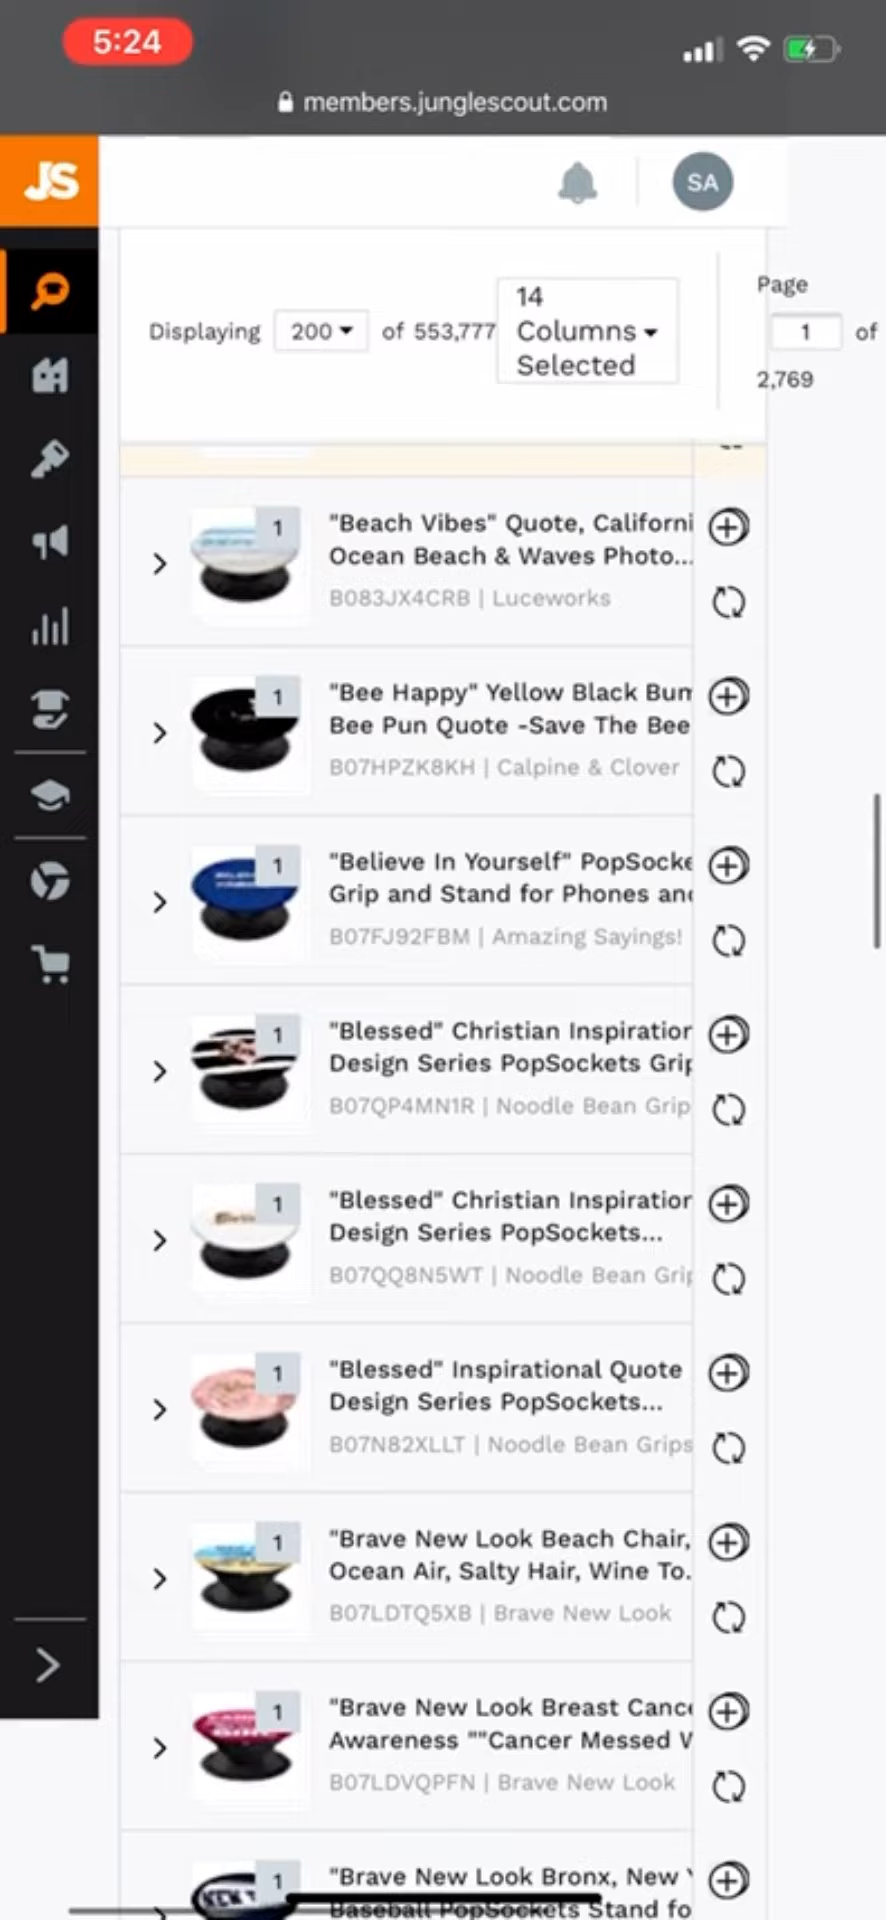 5:24
members.junglescout.com
JS
SA
Displaying 200 of 553,777
14
Columns
Selected
Page
1 of
2,769
1
"Beach Vibes" Quote, Californi
Ocean Beach & Waves Photo...
B083JX4CRB | Luceworks
1
"Bee Happy" Yellow Black Bum
Bee Pun Quote -Save The Bee
B07HPZK8KH | Calpine & Clover
1
"Believe In Yourself" PopSocke
Grip and Stand for Phones and
B07FJ92FBM | Amazing Sayings!
1
"Blessed" Christian Inspiration
Design Series PopSockets Grip
B07QP4MN1R | Noodle Bean Grip
1
"Blessed" Christian Inspiration
Design Series PopSockets...
B07QQ8N5WT | Noodle Bean Grip
1
"Blessed" Inspirational Quote
Design Series PopSockets...
B07N82XLLT | Noodle Bean Grips
1
"Brave New Look Beach Chair,
Ocean Air, Salty Hair, Wine To.
B07LDTQ5XB | Brave New Look
1
"Brave New Look Breast Cance
Awareness ""Cancer Messed W
B07LDVQPFN | Brave New Look
1
"Brave New Look Bronx, New Y
Baseball PopSockets Stand fo